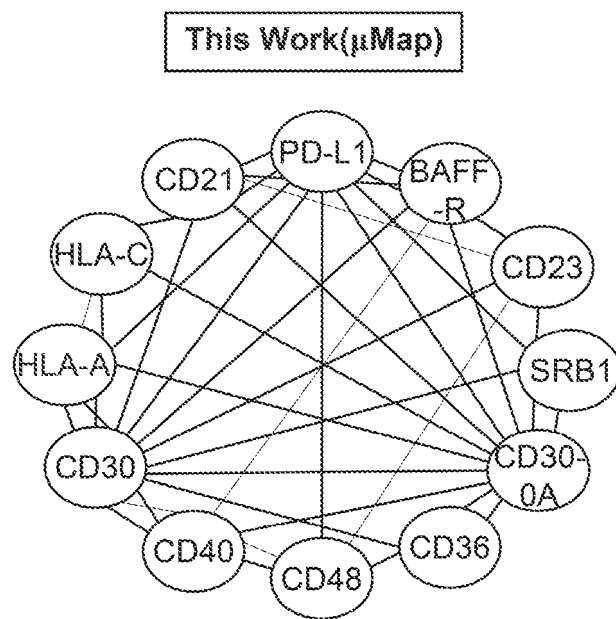 This Work(μMap)
PD-L1
CD21
BAFF
-R
HLA-C
CD23
HLA-A
SRB1
CD30
CD30-
0A
CD40
CD36
CD48